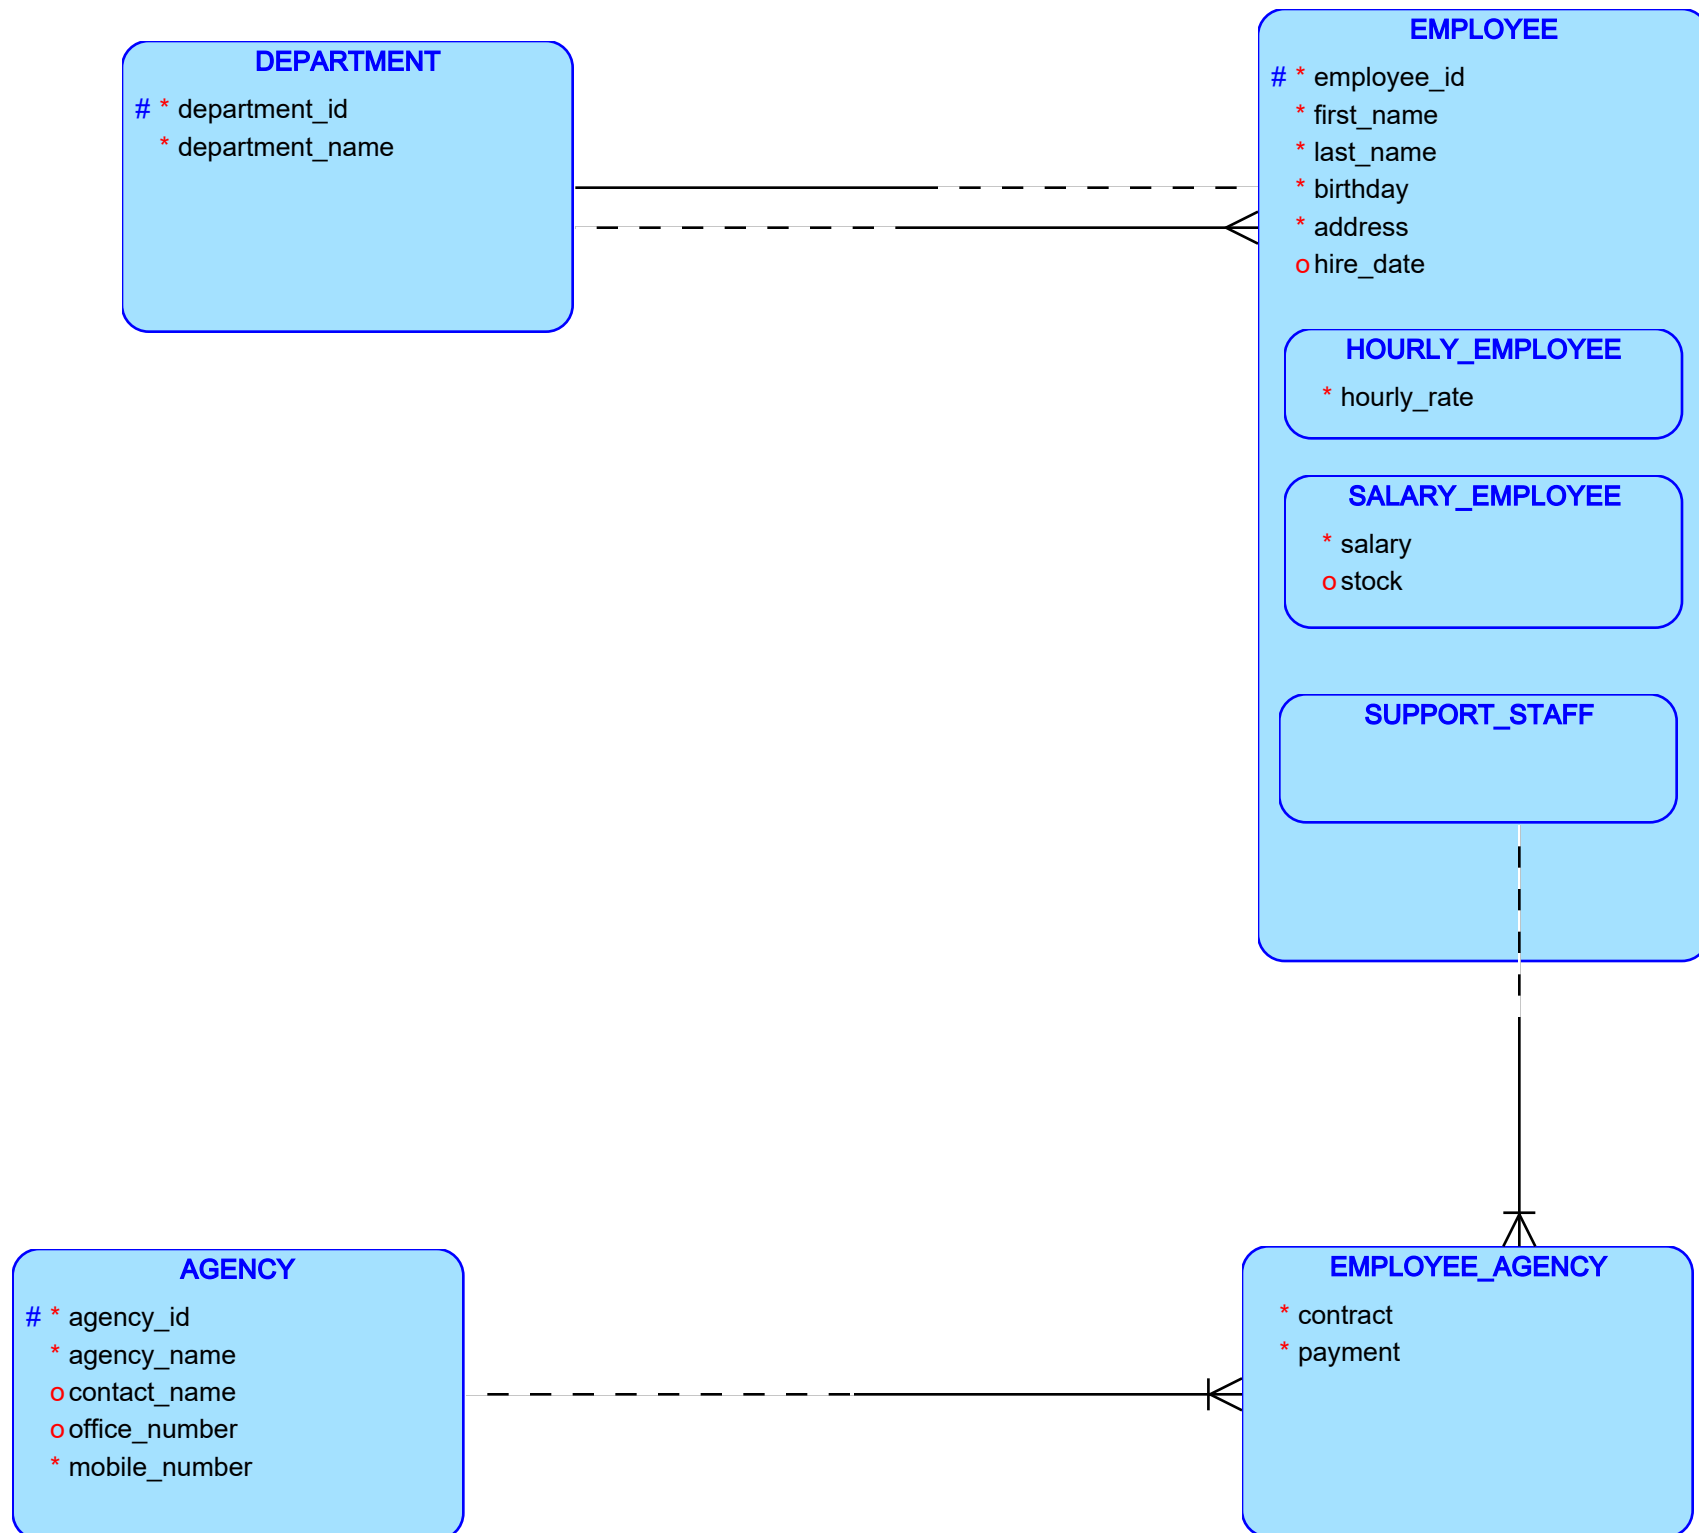 DEPARTMENT
# * department_id
* department_name
EMPLOYEE
# * employee_id
* first_name
* last_name
* birthday
* address
o hire_date
HOURLY_EMPLOYEE
* hourly_rate
SALARY_EMPLOYEE
* salary
o stock
SUPPORT_STAFF
AGENCY
# * agency_id
* agency_name
o contact_name
o office_number
* mobile_number
EMPLOYEE_AGENCY
* contract
* payment